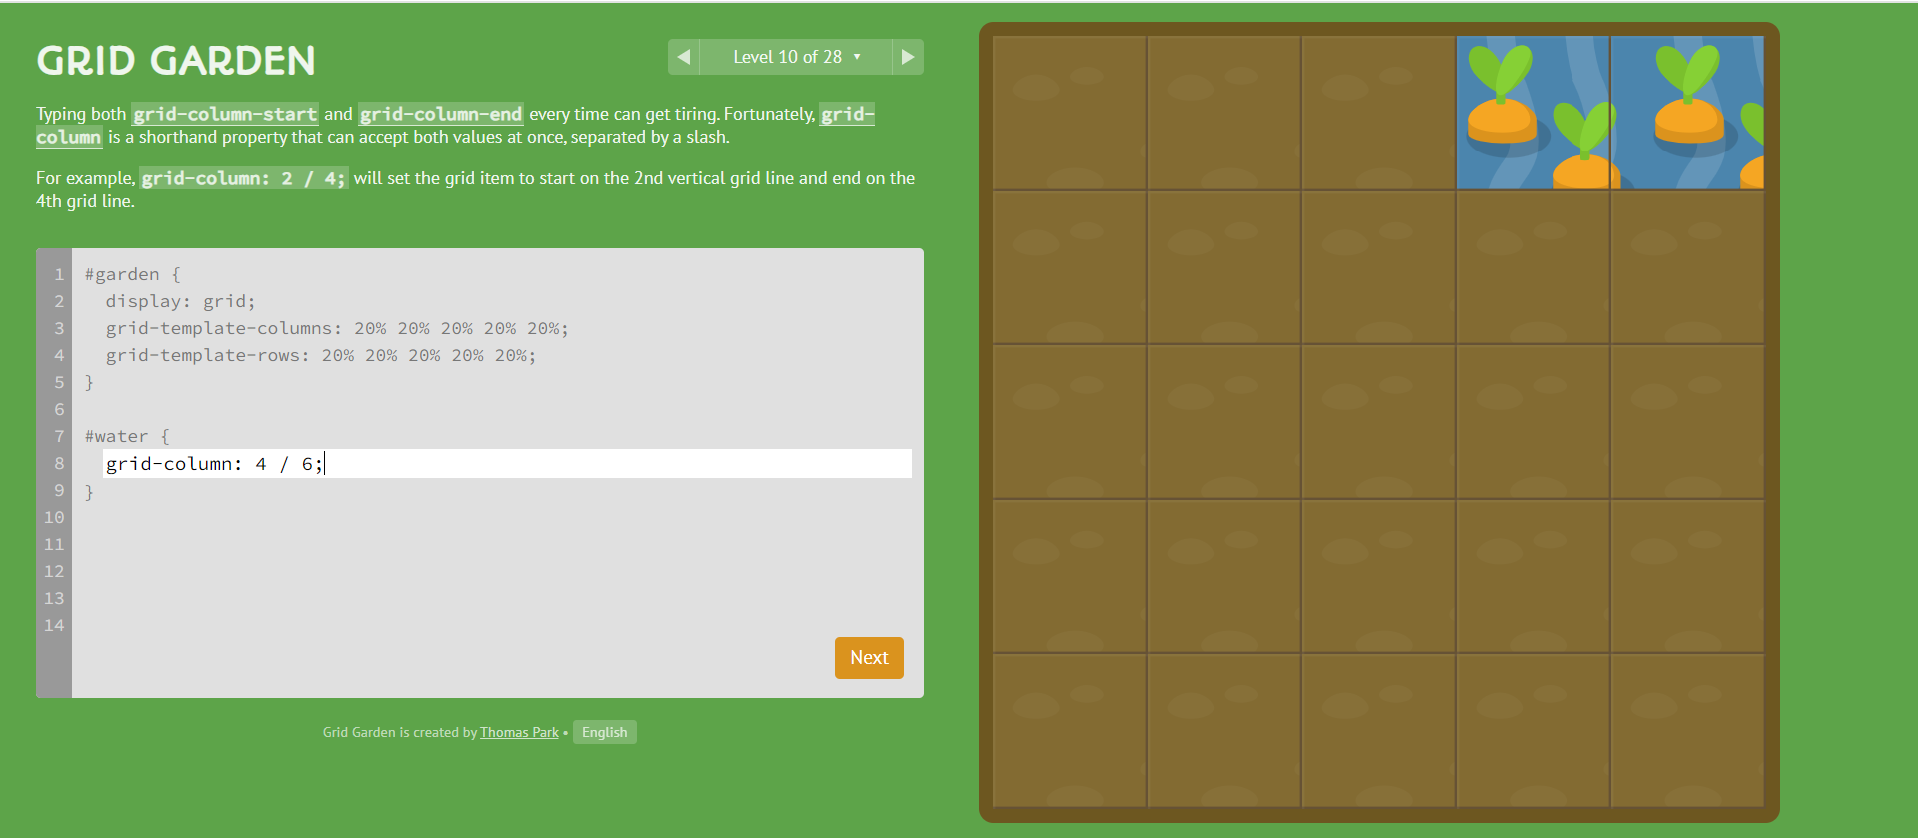 GRID GARDEN
◀ Level 10 of 28 ▾ ▶
Typing both grid-column-start and grid-column-end every time can get tiring. Fortunately, grid-
column is a shorthand property that can accept both values at once, separated by a slash.
For example, grid-column: 2 / 4; will set the grid item to start on the 2nd vertical grid line and end on the
4th grid line.
1 #garden {
2   display: grid;
3   grid-template-columns: 20% 20% 20% 20% 20%;
4   grid-template-rows: 20% 20% 20% 20% 20%;
5 }
6
7 #water {
8   grid-column: 4 / 6;
9 }
10
11
12
13
14
Next
Grid Garden is created by Thomas Park • English